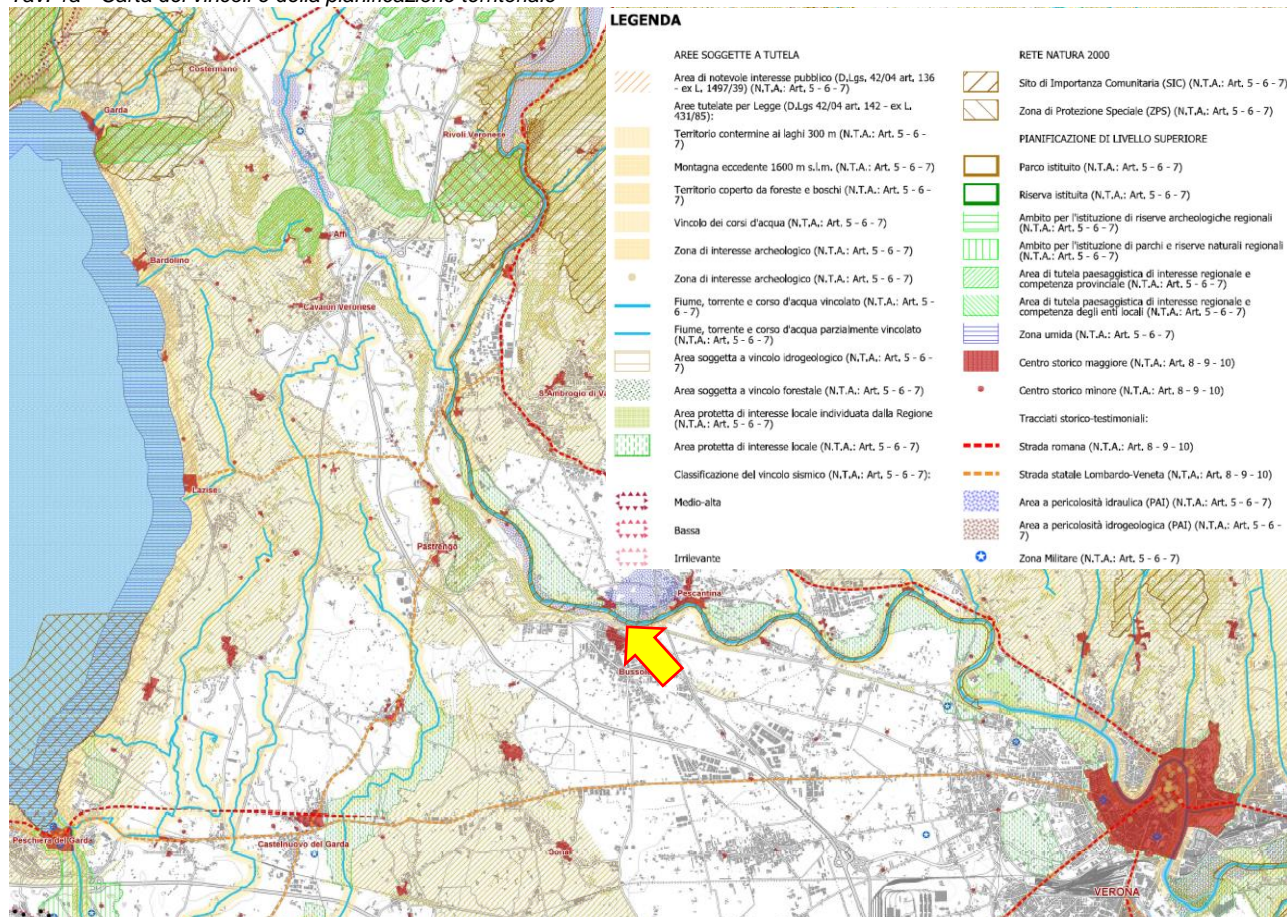 Tav. 1a - Carta dei vincoli e della pianificazione territoriale
LEGENDA
AREE SOGGETTE A TUTELA
Area di notevole interesse pubblico (D.Lgs. 42/04 art. 136
- ex L. 1497/39) (N.T.A.: Art. 5 - 6 - 7)
Aree tutelate per Legge (D.Lgs 42/04 art. 142 - ex L.
431/85):
Territorio contermine ai laghi 300 m (N.T.A.: Art. 5 - 6 -
7)
Montagna eccedente 1600 m s.l.m. (N.T.A.: Art. 5 - 6 - 7)
Territorio coperto da foreste e boschi (N.T.A.: Art. 5 - 6 -
7)
Vincolo dei corsi d'acqua (N.T.A.: Art. 5 - 6 - 7)
Zona di interesse archeologico (N.T.A.: Art. 5 - 6 - 7)
Zona di interesse archeologico (N.T.A.: Art. 5 - 6 - 7)
Fiume, torrente e corso d'acqua vincolato (N.T.A.: Art. 5 -
6 - 7)
Fiume, torrente e corso d'acqua parzialmente vincolato
(N.T.A.: Art. 5 - 6 - 7)
Area soggetta a vincolo idrogeologico (N.T.A.: Art. 5 - 6 -
7)
Area soggetta a vincolo forestale (N.T.A.: Art. 5 - 6 - 7)
Area protetta di interesse locale individuata dalla Regione
(N.T.A.: Art. 5 - 6 - 7)
Area protetta di interesse locale (N.T.A.: Art. 5 - 6 - 7)
Classificazione del vincolo sismico (N.T.A.: Art. 5 - 6 - 7):
Medio-alta
Bassa
Irrilevante
RETE NATURA 2000
Sito di Importanza Comunitaria (SIC) (N.T.A.: Art. 5 - 6 - 7)
Zona di Protezione Speciale (ZPS) (N.T.A.: Art. 5 - 6 - 7)
PIANIFICAZIONE DI LIVELLO SUPERIORE
Parco istituito (N.T.A.: Art. 5 - 6 - 7)
Riserva istituita (N.T.A.: Art. 5 - 6 - 7)
Ambito per l'istituzione di riserve archeologiche regionali
(N.T.A.: Art. 5 - 6 - 7)
Ambito per l'istituzione di parchi e riserve naturali regionali
(N.T.A.: Art. 5 - 6 - 7)
Area di tutela paesaggistica di interesse regionale e
competenza provinciale (N.T.A.: Art. 5 - 6 - 7)
Area di tutela paesaggistica di interesse regionale e
competenza degli enti locali (N.T.A.: Art. 5 - 6 - 7)
Zona umida (N.T.A.: Art. 5 - 6 - 7)
Centro storico maggiore (N.T.A.: Art. 8 - 9 - 10)
Centro storico minore (N.T.A.: Art. 8 - 9 - 10)
Tracciati storico-testimoniali:
Strada romana (N.T.A.: Art. 8 - 9 - 10)
Strada statale Lombardo-Veneta (N.T.A.: Art. 8 - 9 - 10)
Area a pericolosità idraulica (PAI) (N.T.A.: Art. 5 - 6 - 7)
Area a pericolosità idrogeologica (PAI) (N.T.A.: Art. 5 - 6 -
7)
Zona Militare (N.T.A.: Art. 5 - 6 - 7)
Costermano
Garda
Rivoli Veronese
Affi
Bardolino
Cavaion Veronese
S.Ambrogio di Va
Lazise
Pastrengo
Pescantina
Bussole
Peschiera del Garda
Castelnuovo del Garda
Sona
VERONA